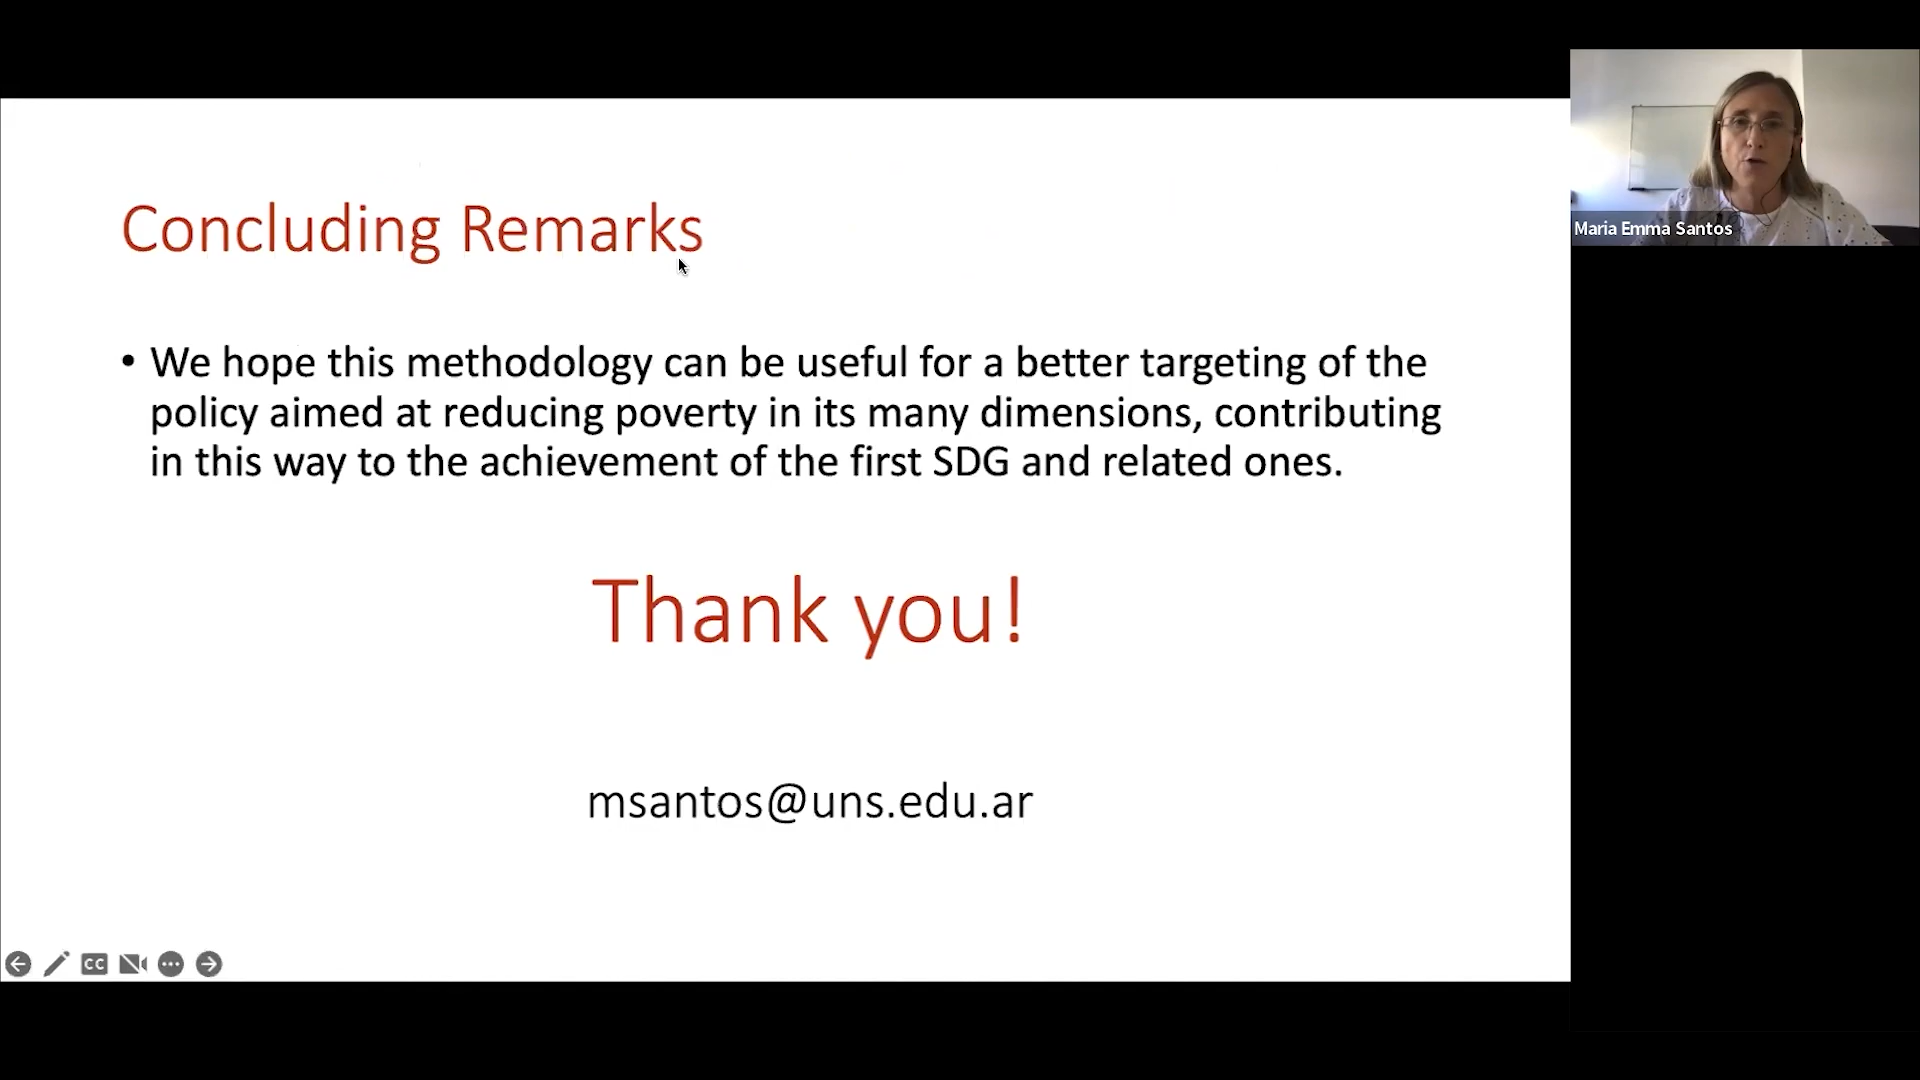 Concluding Remarks
• We hope this methodology can be useful for a better targeting of the
policy aimed at reducing poverty in its many dimensions, contributing
in this way to the achievement of the first SDG and related ones.
Thank you!
msantos@uns.edu.ar
CC
Maria Emma Santos